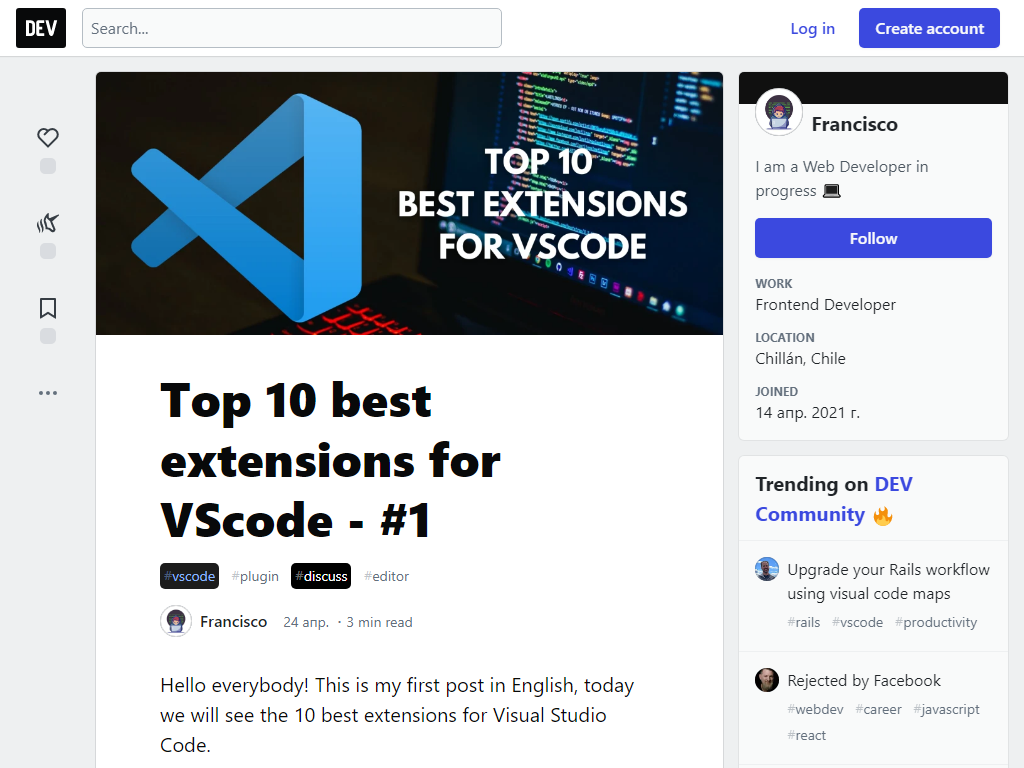 DEV
Search...
Log in
Create account
TOP 10
BEST EXTENSIONS
FOR VSCODE
Top 10 best
extensions for
VScode - #1
#vscode #plugin #discuss #editor
Francisco 24 апр. · 3 min read
Hello everybody! This is my first post in English, today
we will see the 10 best extensions for Visual Studio
Code.
Francisco
I am a Web Developer in
progress
Follow
WORK
Frontend Developer
LOCATION
Chillán, Chile
JOINED
14 апр. 2021 г.
Trending on DEV
Community
Upgrade your Rails workflow
using visual code maps
#rails #vscode #productivity
Rejected by Facebook
#webdev #career #javascript
#react